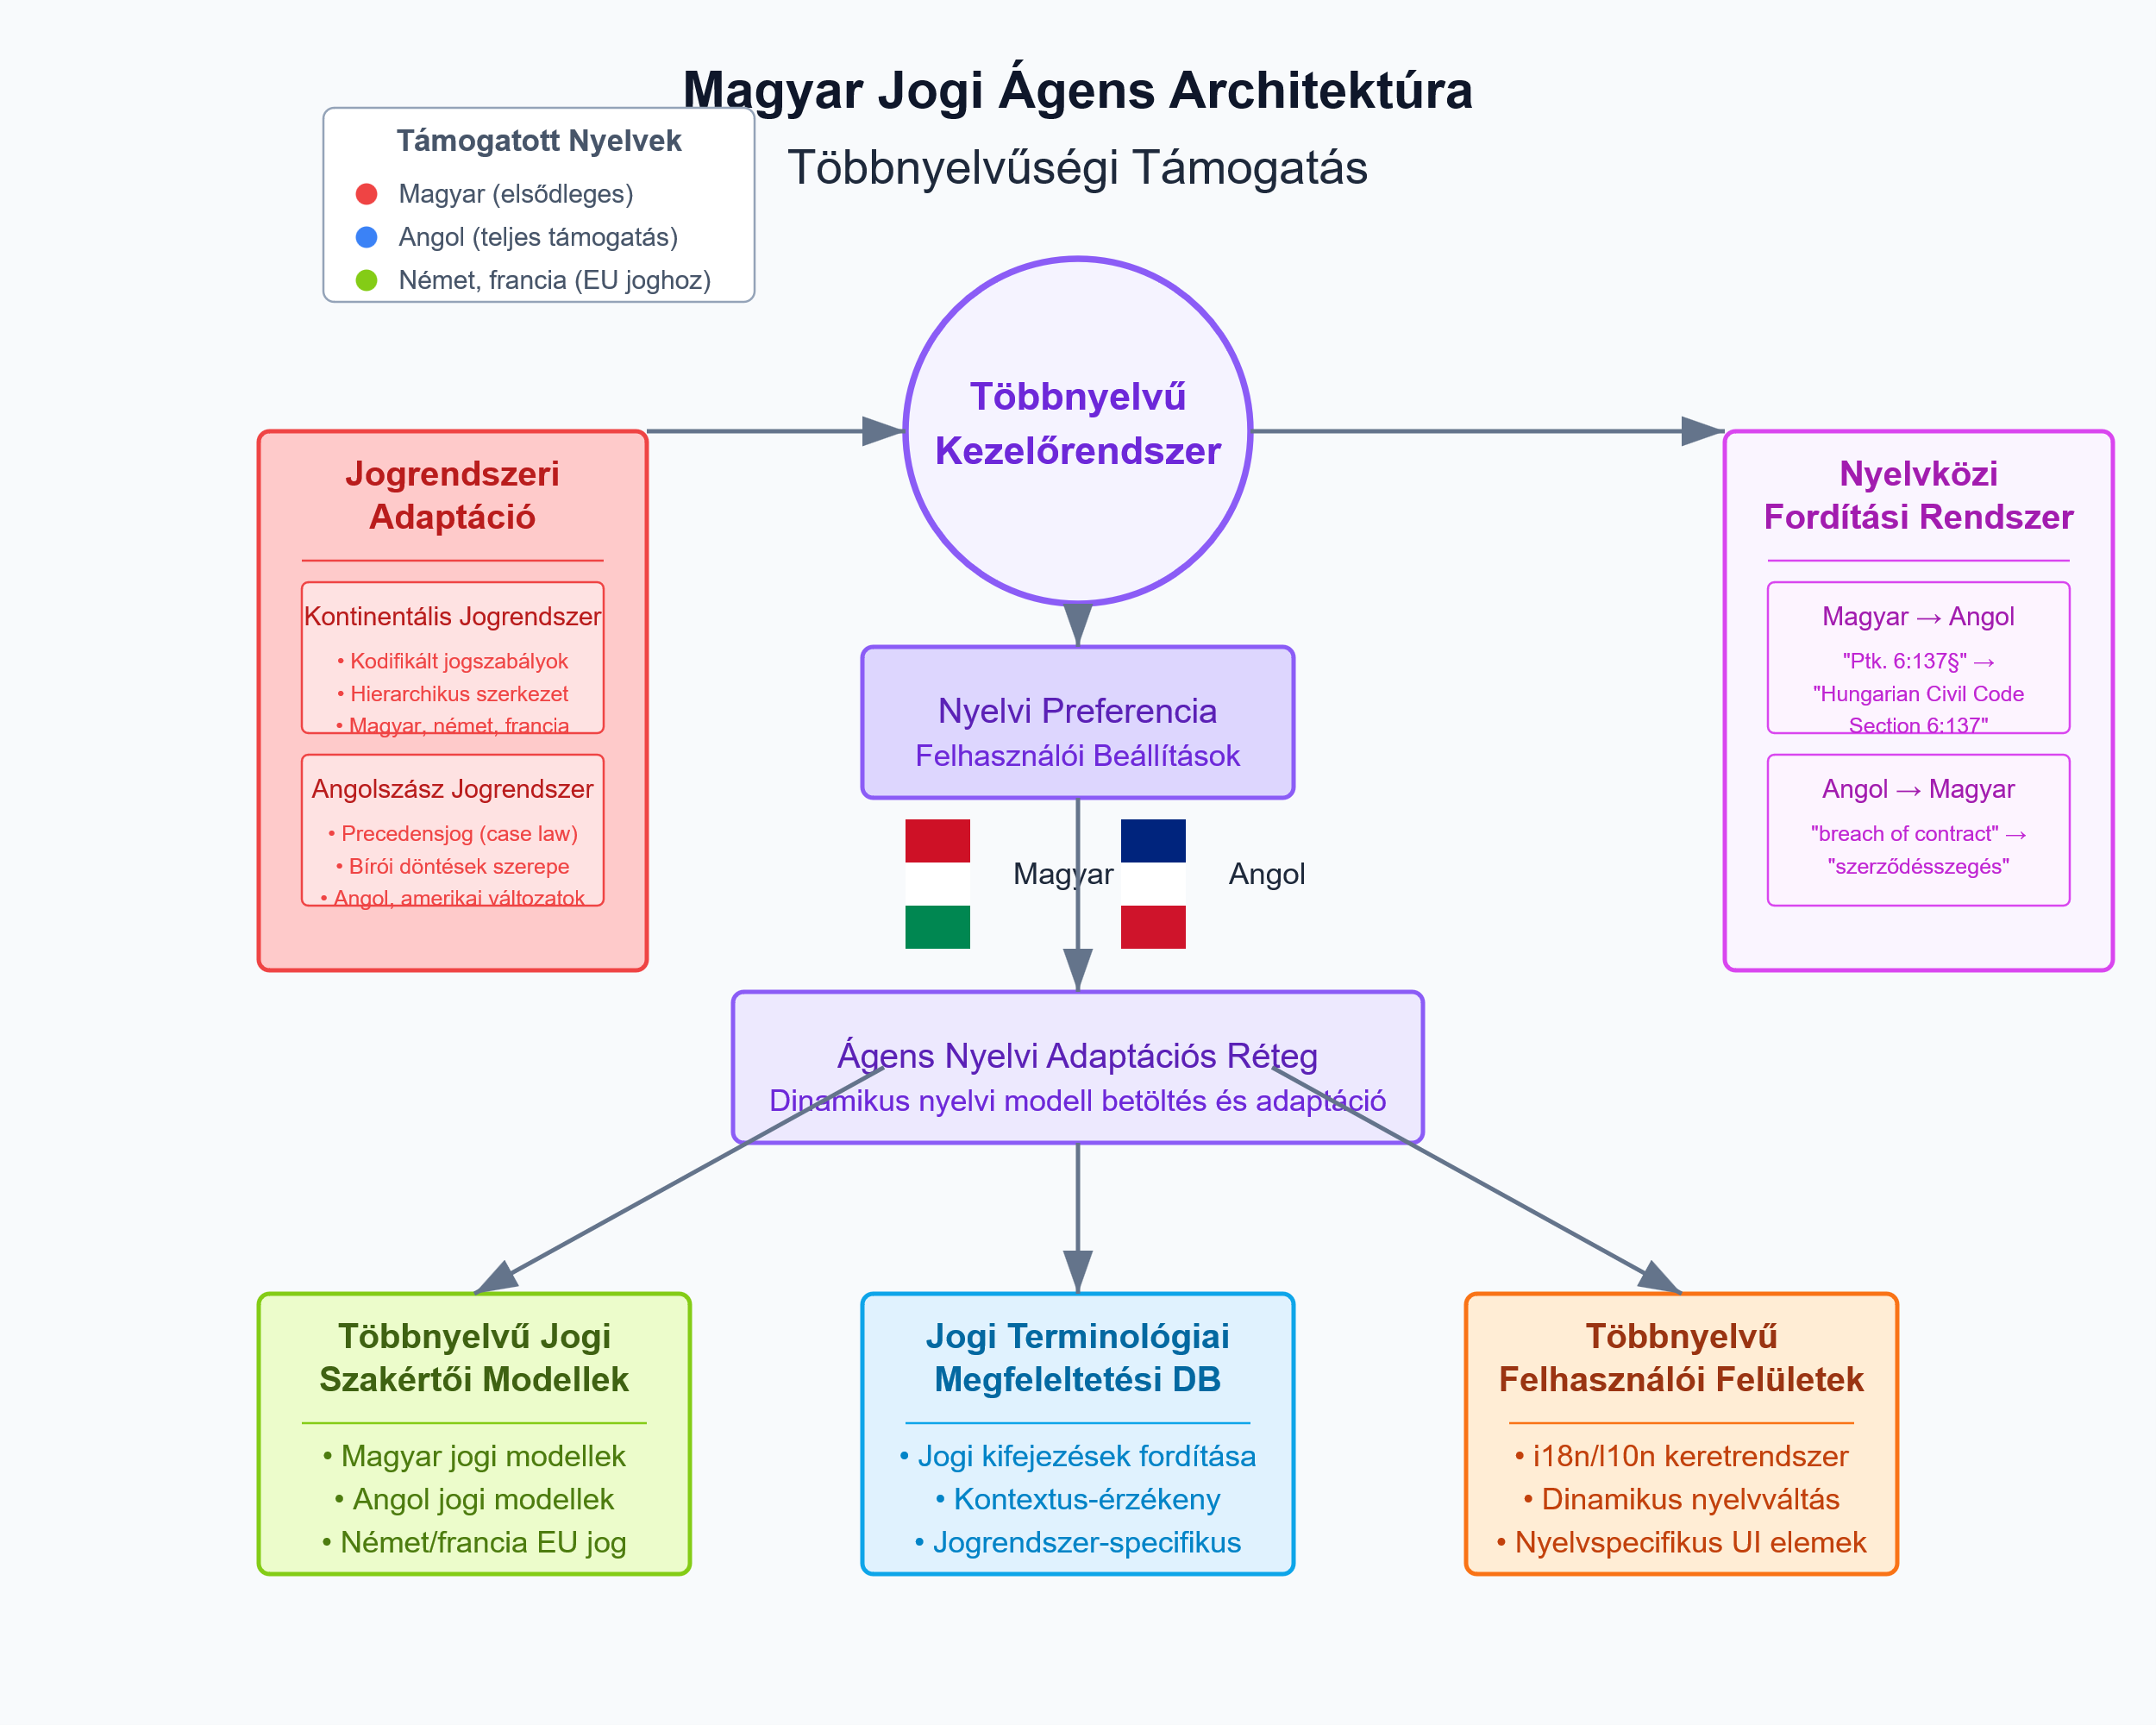 Magyar Jogi Ágens Architektúra
Többnyelvűségi Támogatás
Támogatott Nyelvek
Magyar (elsődleges)
Angol (teljes támogatás)
Német, francia (EU joghoz)
Többnyelvű
Kezelőrendszer
Jogrendszeri
Adaptáció
Kontinentális Jogrendszer
• Kodifikált jogszabályok
• Hierarchikus szerkezet
• Magyar, német, francia
Angolszász Jogrendszer
• Precedensjog (case law)
• Bírói döntések szerepe
• Angol, amerikai változatok
Nyelvközi
Fordítási Rendszer
Magyar → Angol
"Ptk. 6:137§" →
"Hungarian Civil Code
Section 6:137"
Angol → Magyar
"breach of contract" →
"szerződésszegés"
Nyelvi Preferencia
Felhasználói Beállítások
Magyar
Angol
Ágens Nyelvi Adaptációs Réteg
Dinamikus nyelvi modell betöltés és adaptáció
Többnyelvű Jogi
Szakértői Modellek
• Magyar jogi modellek
• Angol jogi modellek
• Német/francia EU jog
Jogi Terminológiai
Megfeleltetési DB
• Jogi kifejezések fordítása
• Kontextus-érzékeny
• Jogrendszer-specifikus
Többnyelvű
Felhasználói Felületek
• i18n/l10n keretrendszer
• Dinamikus nyelvváltás
• Nyelvspecifikus UI elemek